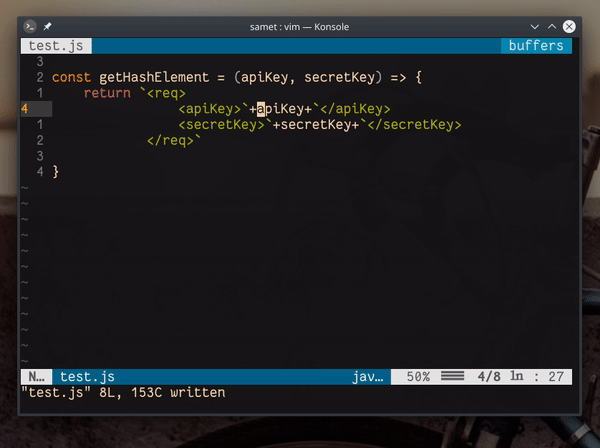 samet : vim — Konsole
test.js buffers
3
2 const getHashElement = (apiKey, secretKey) => {
1 return `<req>
4 <apiKey>`+apiKey+`</apiKey>
1 <secretKey>`+secretKey+`</secretKey>
2 </req>`
3
4 }
~
~
~
~
~
~
~
~
~
~
~
~
N… test.js jav… 50% 4/8 ln : 27
"test.js" 8L, 153C written